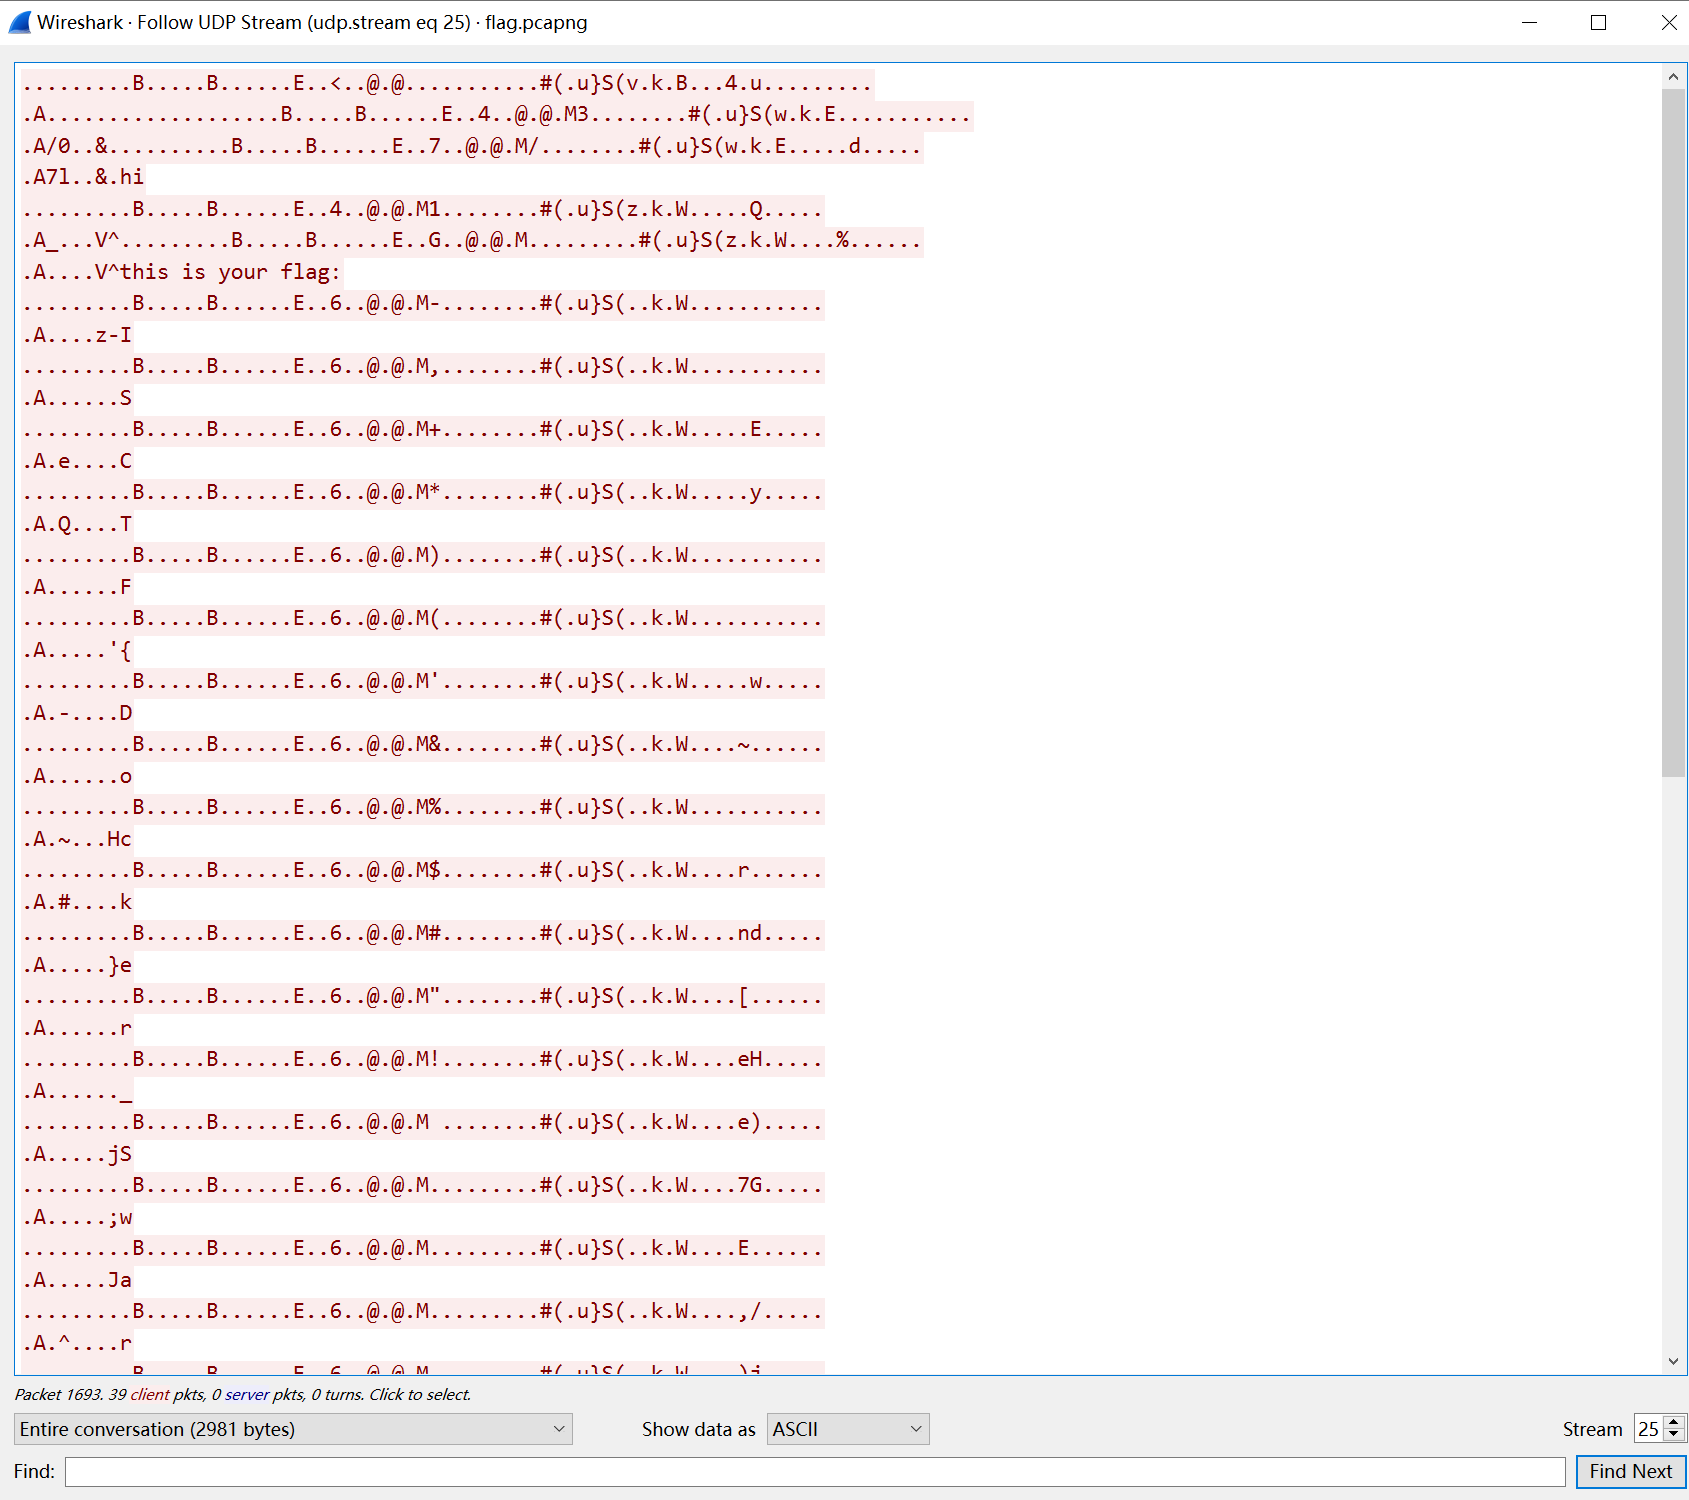 Wireshark · Follow UDP Stream (udp.stream eq 25) · flag.pcapng
.........B.....B......E..<..@.@...........#(.u}S(v.k.B...4.u.........
.A...................B.....B......E..4..@.@.M3........#(.u}S(w.k.E...........
.A/0..&..........B.....B......E..7..@.@.M/........#(.u}S(w.k.E.....d.....
.A7l..&.hi
.........B.....B......E..4..@.@.M1........#(.u}S(z.k.W.....Q.....
.A_...V^.........B.....B......E..G..@.@.M.........#(.u}S(z.k.W....%......
.A....V^this is your flag:
.........B.....B......E..6..@.@.M-........#(.u}S(..k.W...........
.A....z-I
.........B.....B......E..6..@.@.M,........#(.u}S(..k.W...........
.A......S
.........B.....B......E..6..@.@.M+........#(.u}S(..k.W.....E.....
.A.e....C
.........B.....B......E..6..@.@.M*........#(.u}S(..k.W.....y.....
.A.Q....T
.........B.....B......E..6..@.@.M)........#(.u}S(..k.W...........
.A......F
.........B.....B......E..6..@.@.M(........#(.u}S(..k.W...........
.A.....'{
.........B.....B......E..6..@.@.M'........#(.u}S(..k.W.....w.....
.A.-....D
.........B.....B......E..6..@.@.M&........#(.u}S(..k.W....~......
.A......o
.........B.....B......E..6..@.@.M%........#(.u}S(..k.W...........
.A.~...Hc
.........B.....B......E..6..@.@.M$........#(.u}S(..k.W....r......
.A.#....k
.........B.....B......E..6..@.@.M#........#(.u}S(..k.W....nd.....
.A.....}e
.........B.....B......E..6..@.@.M"........#(.u}S(..k.W....[......
.A......r
.........B.....B......E..6..@.@.M!........#(.u}S(..k.W....eH.....
.A......_
.........B.....B......E..6..@.@.M ........#(.u}S(..k.W....e).....
.A.....jS
.........B.....B......E..6..@.@.M.........#(.u}S(..k.W....7G.....
.A.....;w
.........B.....B......E..6..@.@.M.........#(.u}S(..k.W....E......
.A.....Ja
.........B.....B......E..6..@.@.M.........#(.u}S(..k.W....,/.....
.A.^....r
.........B.....B......E..6..@.@.M.........#(.u}S(..k.W....)j.....
Packet 1693. 39 client pkts, 0 server pkts, 0 turns. Click to select.
Entire conversation (2981 bytes) Show data as ASCII Stream 25
Find: Find Next